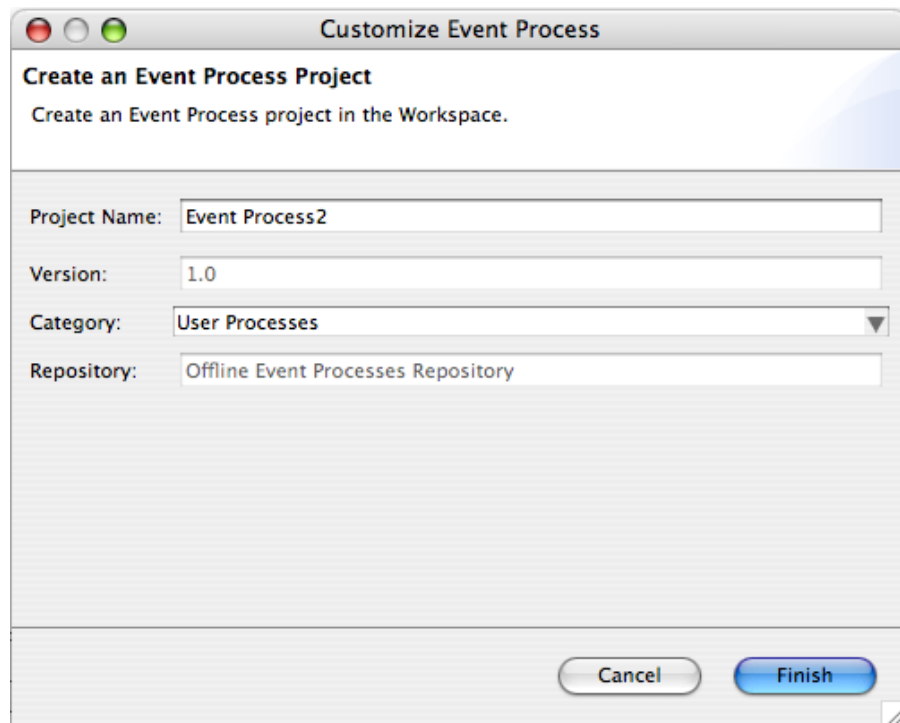 Customize Event Process
Create an Event Process Project
Create an Event Process project in the Workspace.
Project Name: Event Process2
Version: 1.0
Category: User Processes
Repository: Offline Event Processes Repository
Cancel Finish